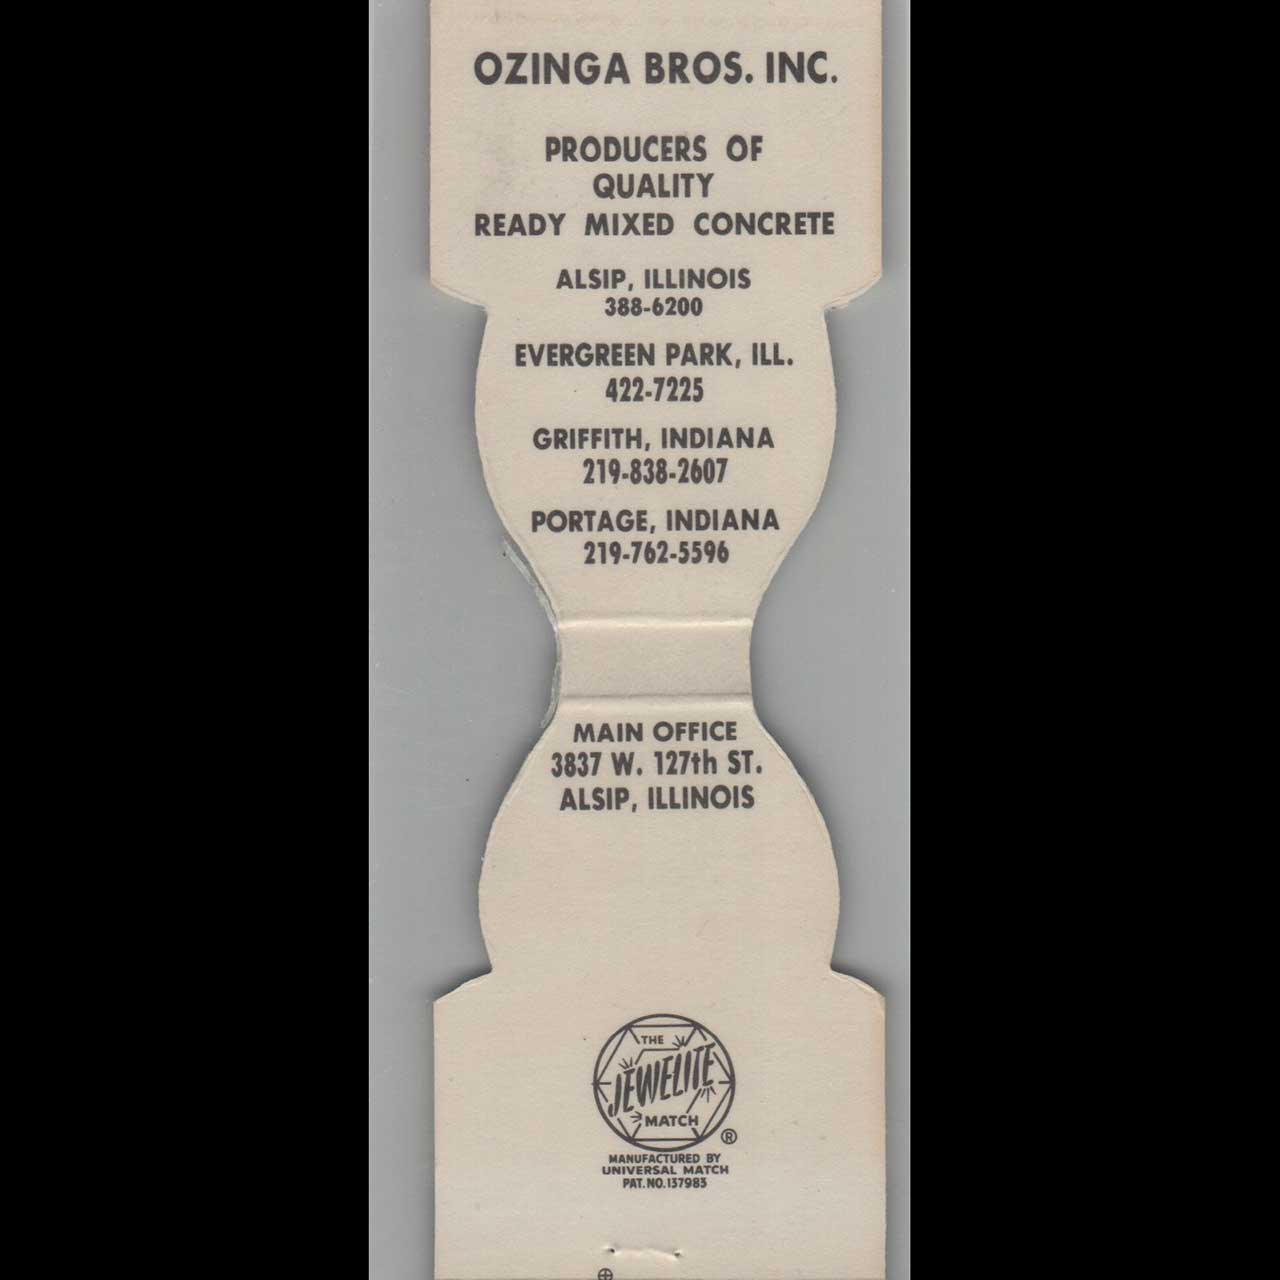 OZINGA BROS. INC.
PRODUCERS OF
QUALITY
READY MIXED CONCRETE
ALSIP, ILLINOIS
388-6200
EVERGREEN PARK, ILL.
422-7225
GRIFFITH, INDIANA
219-838-2607
PORTAGE, INDIANA
219-762-5596
MAIN OFFICE
3837 W. 127th ST.
ALSIP, ILLINOIS
THE
JEWELITE
MATCH
®
MANUFACTURED BY
UNIVERSAL MATCH
PAT. NO. 137983